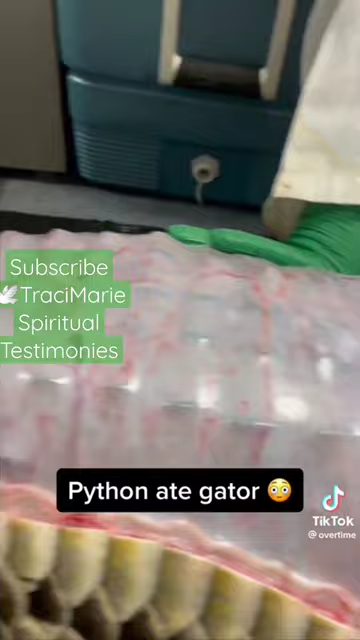 Subscribe
🕊️TraciMarie
Spiritual
Testimonies
Python ate gator 😳
TikTok
@overtime